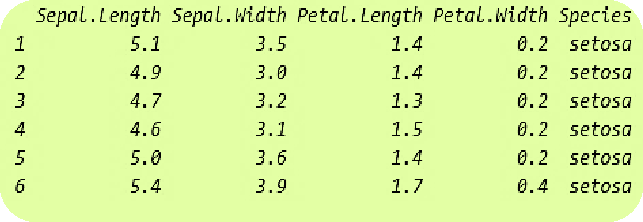 Sepal.Length Sepal.Width Petal.Length Petal.Width Species
1 5.1 3.5 1.4 0.2 setosa
2 4.9 3.0 1.4 0.2 setosa
3 4.7 3.2 1.3 0.2 setosa
4 4.6 3.1 1.5 0.2 setosa
5 5.0 3.6 1.4 0.2 setosa
6 5.4 3.9 1.7 0.4 setosa